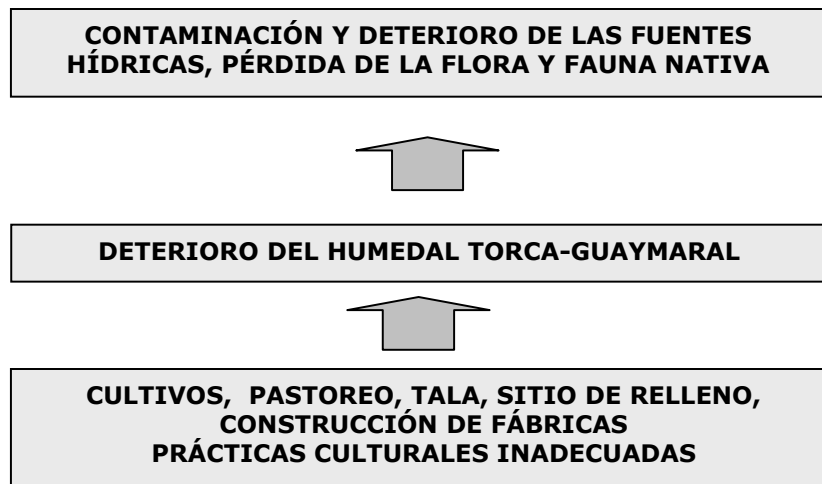 CONTAMINACIÓN Y DETERIORO DE LAS FUENTES
HÍDRICAS, PÉRDIDA DE LA FLORA Y FAUNA NATIVA
DETERIORO DEL HUMEDAL TORCA-GUAYMARAL
CULTIVOS, PASTOREO, TALA, SITIO DE RELLENO,
CONSTRUCCIÓN DE FÁBRICAS
PRÁCTICAS CULTURALES INADECUADAS